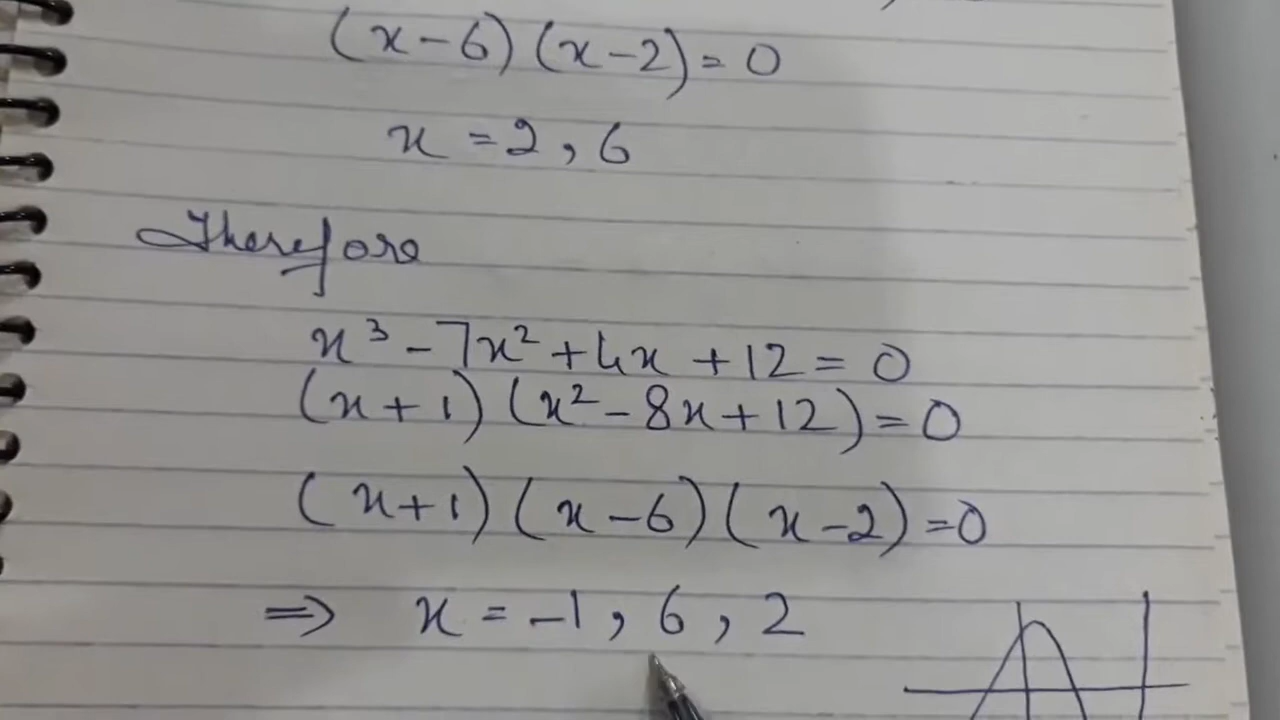 (x-6)(x-2)=0
x=2,6
Therefore
x³-7x²+4x+12=0
(x+1)(x²-8x+12)=0
(x+1)(x-6)(x-2)=0
⇒ x=-1,6,2